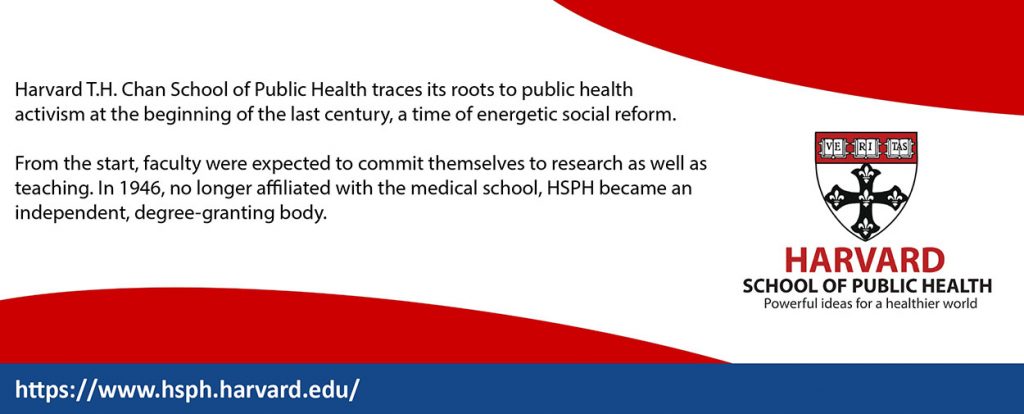 Harvard T.H. Chan School of Public Health traces its roots to public health
activism at the beginning of the last century, a time of energetic social reform.
From the start, faculty were expected to commit themselves to research as well as
teaching. In 1946, no longer affiliated with the medical school, HSPH became an
independent, degree-granting body.
VE RI TAS
HARVARD
SCHOOL OF PUBLIC HEALTH
Powerful ideas for a healthier world
https://www.hsph.harvard.edu/